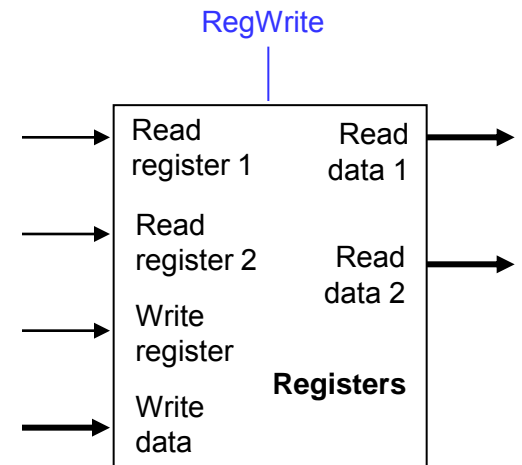 RegWrite
Read
register 1
Read
data 1
Read
register 2
Read
data 2
Write
register
Registers
Write
data